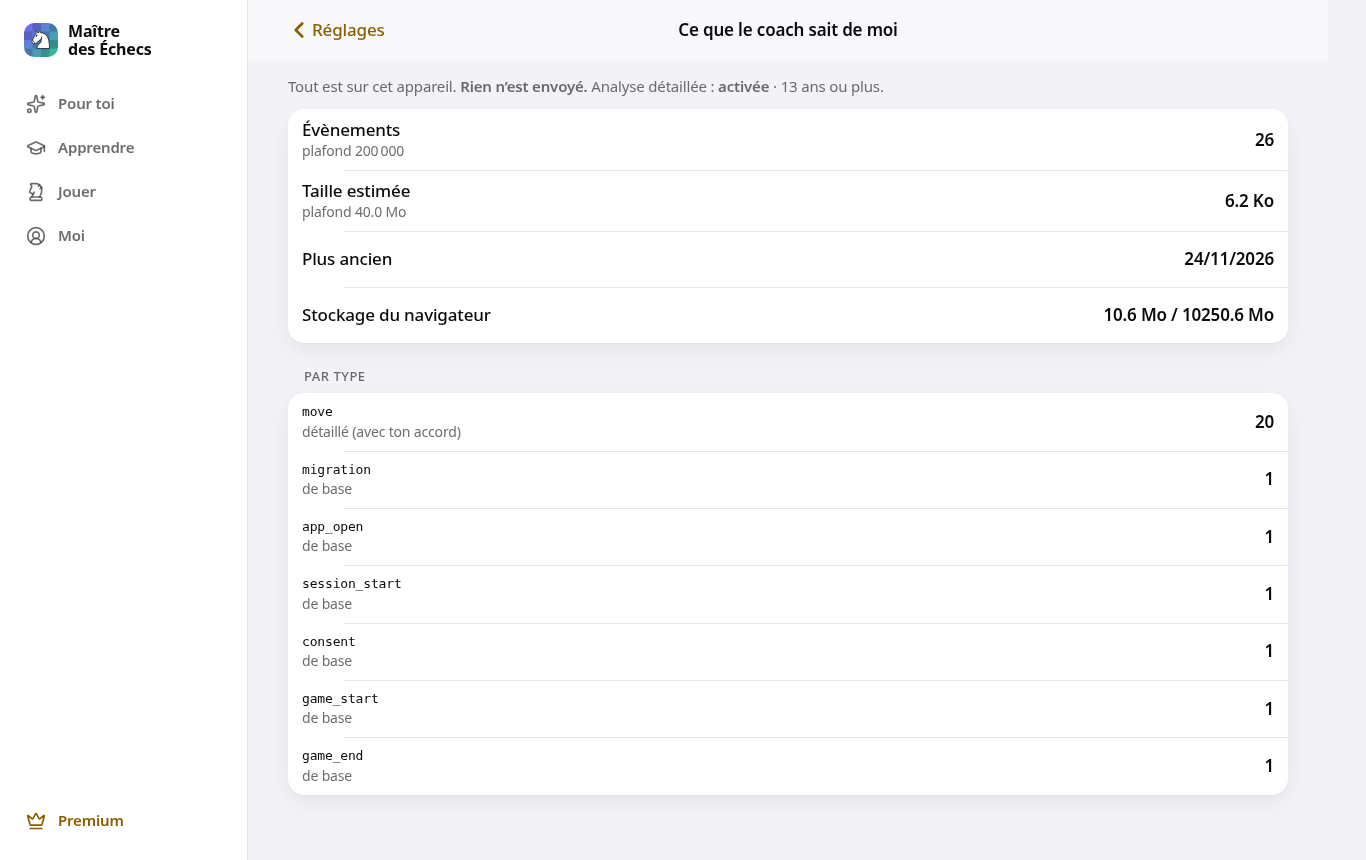 Maître
des Échecs
Pour toi
Apprendre
Jouer
Moi
Premium
Réglages
Ce que le coach sait de moi
Tout est sur cet appareil. Rien n’est envoyé. Analyse détaillée : activée · 13 ans ou plus.
Évènements
plafond 200 000
26
Taille estimée
plafond 40.0 Mo
6.2 Ko
Plus ancien
24/11/2026
Stockage du navigateur
10.6 Mo / 10250.6 Mo
PAR TYPE
move
détaillé (avec ton accord)
20
migration
de base
1
app_open
de base
1
session_start
de base
1
consent
de base
1
game_start
de base
1
game_end
de base
1